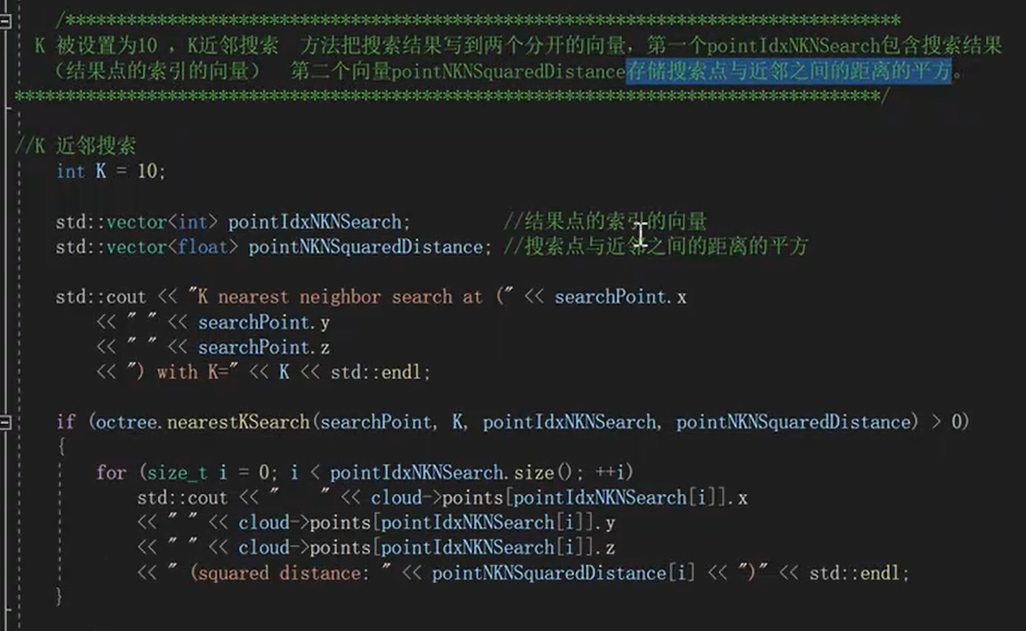 /***********************************************************************************
K 被设置为10 ，K近邻搜索 方法把搜索结果写到两个分开的向量，第一个pointIdxNKNSearch包含搜索结果
（结果点的索引的向量） 第二个向量pointNKNSquaredDistance存储搜索点与近邻之间的距离的平方。
**************************************************************************************/
//K 近邻搜索
int K = 10;
std::vector<int> pointIdxNKNSearch; //结果点的索引的向量
std::vector<float> pointNKNSquaredDistance; //搜索点与近邻之间的距离的平方
std::cout << "K nearest neighbor search at (" << searchPoint.x
<< " " << searchPoint.y
<< " " << searchPoint.z
<< ") with K=" << K << std::endl;
if (octree.nearestKSearch(searchPoint, K, pointIdxNKNSearch, pointNKNSquaredDistance) > 0)
{
for (size_t i = 0; i < pointIdxNKNSearch.size(); ++i)
std::cout << "    " << cloud->points[pointIdxNKNSearch[i]].x
<< " " << cloud->points[pointIdxNKNSearch[i]].y
<< " " << cloud->points[pointIdxNKNSearch[i]].z
<< " (squared distance: " << pointNKNSquaredDistance[i] << ")" << std::endl;
}